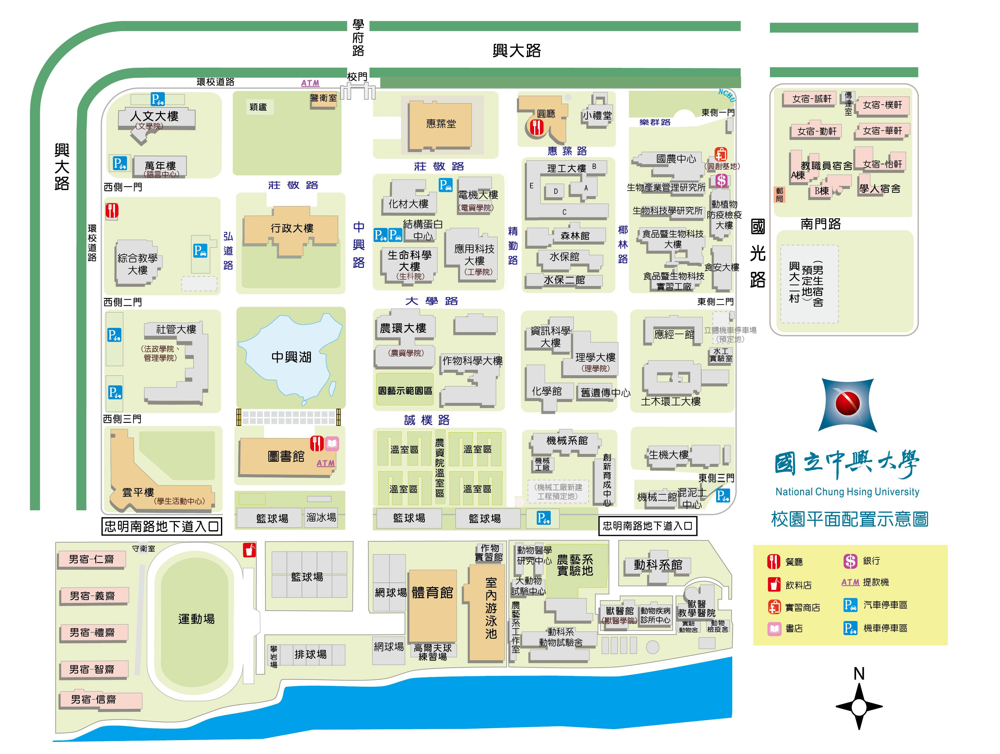 學府路
興大路
校門
環校道路
ATM
警衛室
穎廬
人文大樓
(文學院)
萬年樓
(語言中心)
西側一門
興大路
莊敬路
惠蓀堂
莊敬路
圓廳
小禮堂
惠蓀路
NCHU
東側一門
樂群路
國農中心
(興創基地)
生物產業管理研究所
生物科技學研究所
動植物
防疫檢疫
大樓
食品暨生物科技
大樓
食安大樓
食品暨生物科技
實習工廠
女宿-誠軒
傳達室
女宿-樸軒
女宿-勤軒
女宿-華軒
教職員宿舍
A棟
B棟
女宿-怡軒
學人宿舍
郵局
南門路
國光路
興大二村
(男生宿舍
預定地)
環校道路
綜合教學
大樓
弘道路
行政大樓
中興路
化材大樓
電機大樓
(電資學院)
結構蛋白
中心
生命科學
大樓
(生科院)
應用科技
大樓
(工學院)
精勤路
理工大樓
B
E
D
A
C
森林館
水保館
水保二館
椰林路
西側二門
大學路
東側二門
社管大樓
(法政學院、
管理學院)
中興湖
農環大樓
(農資學院)
作物科學大樓
園藝示範園區
資訊科學
大樓
理學大樓
(理學院)
化學館
舊遺傳中心
應經一館
立體機車停車場
(預定地)
水工
實驗室
土木環工大樓
西側三門
誠樸路
雲平樓
(學生活動中心)
圖書館
ATM
溫室區
溫室區
農資院溫室區
溫室區
溫室區
機械系館
機械
工廠
(機械工廠新建
工程預定地)
創新育成中心
生機大樓
東側三門
機械二館
混泥土
中心
籃球場
溜冰場
籃球場
籃球場
忠明南路地下道入口
忠明南路地下道入口
國立中興大學
National Chung Hsing University
校園平面配置示意圖
守衛室
男宿-仁齋
男宿-義齋
男宿-禮齋
男宿-智齋
男宿-信齋
運動場
籃球場
攀岩場
排球場
網球場
網球場
體育館
高爾夫球
練習場
作物
實習館
室內游泳池
動物醫學
研究中心
大動物
試驗中心
農藝系
實驗地
農藝系工作室
動科系
動物試驗舍
動科系館
獸醫館
(獸醫學院)
動物疾病
診所中心
獸醫
教學醫院
實驗
動物舍
動物
檢疫舍
餐廳
$ 銀行
飲料店
ATM 提款機
實習商店
P 汽車停車區
書店
P 機車停車區
N